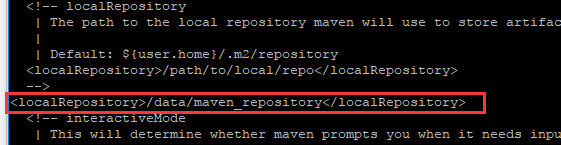 <!-- localRepository
| The path to the local repository maven will use to store artifac
|
| Default: ${user.home}/.m2/repository
<localRepository>/path/to/local/repo</localRepository>
-->
<localRepository>/data/maven_repository</localRepository>
<!-- interactiveMode
| This will determine whether maven prompts you when it needs inpu